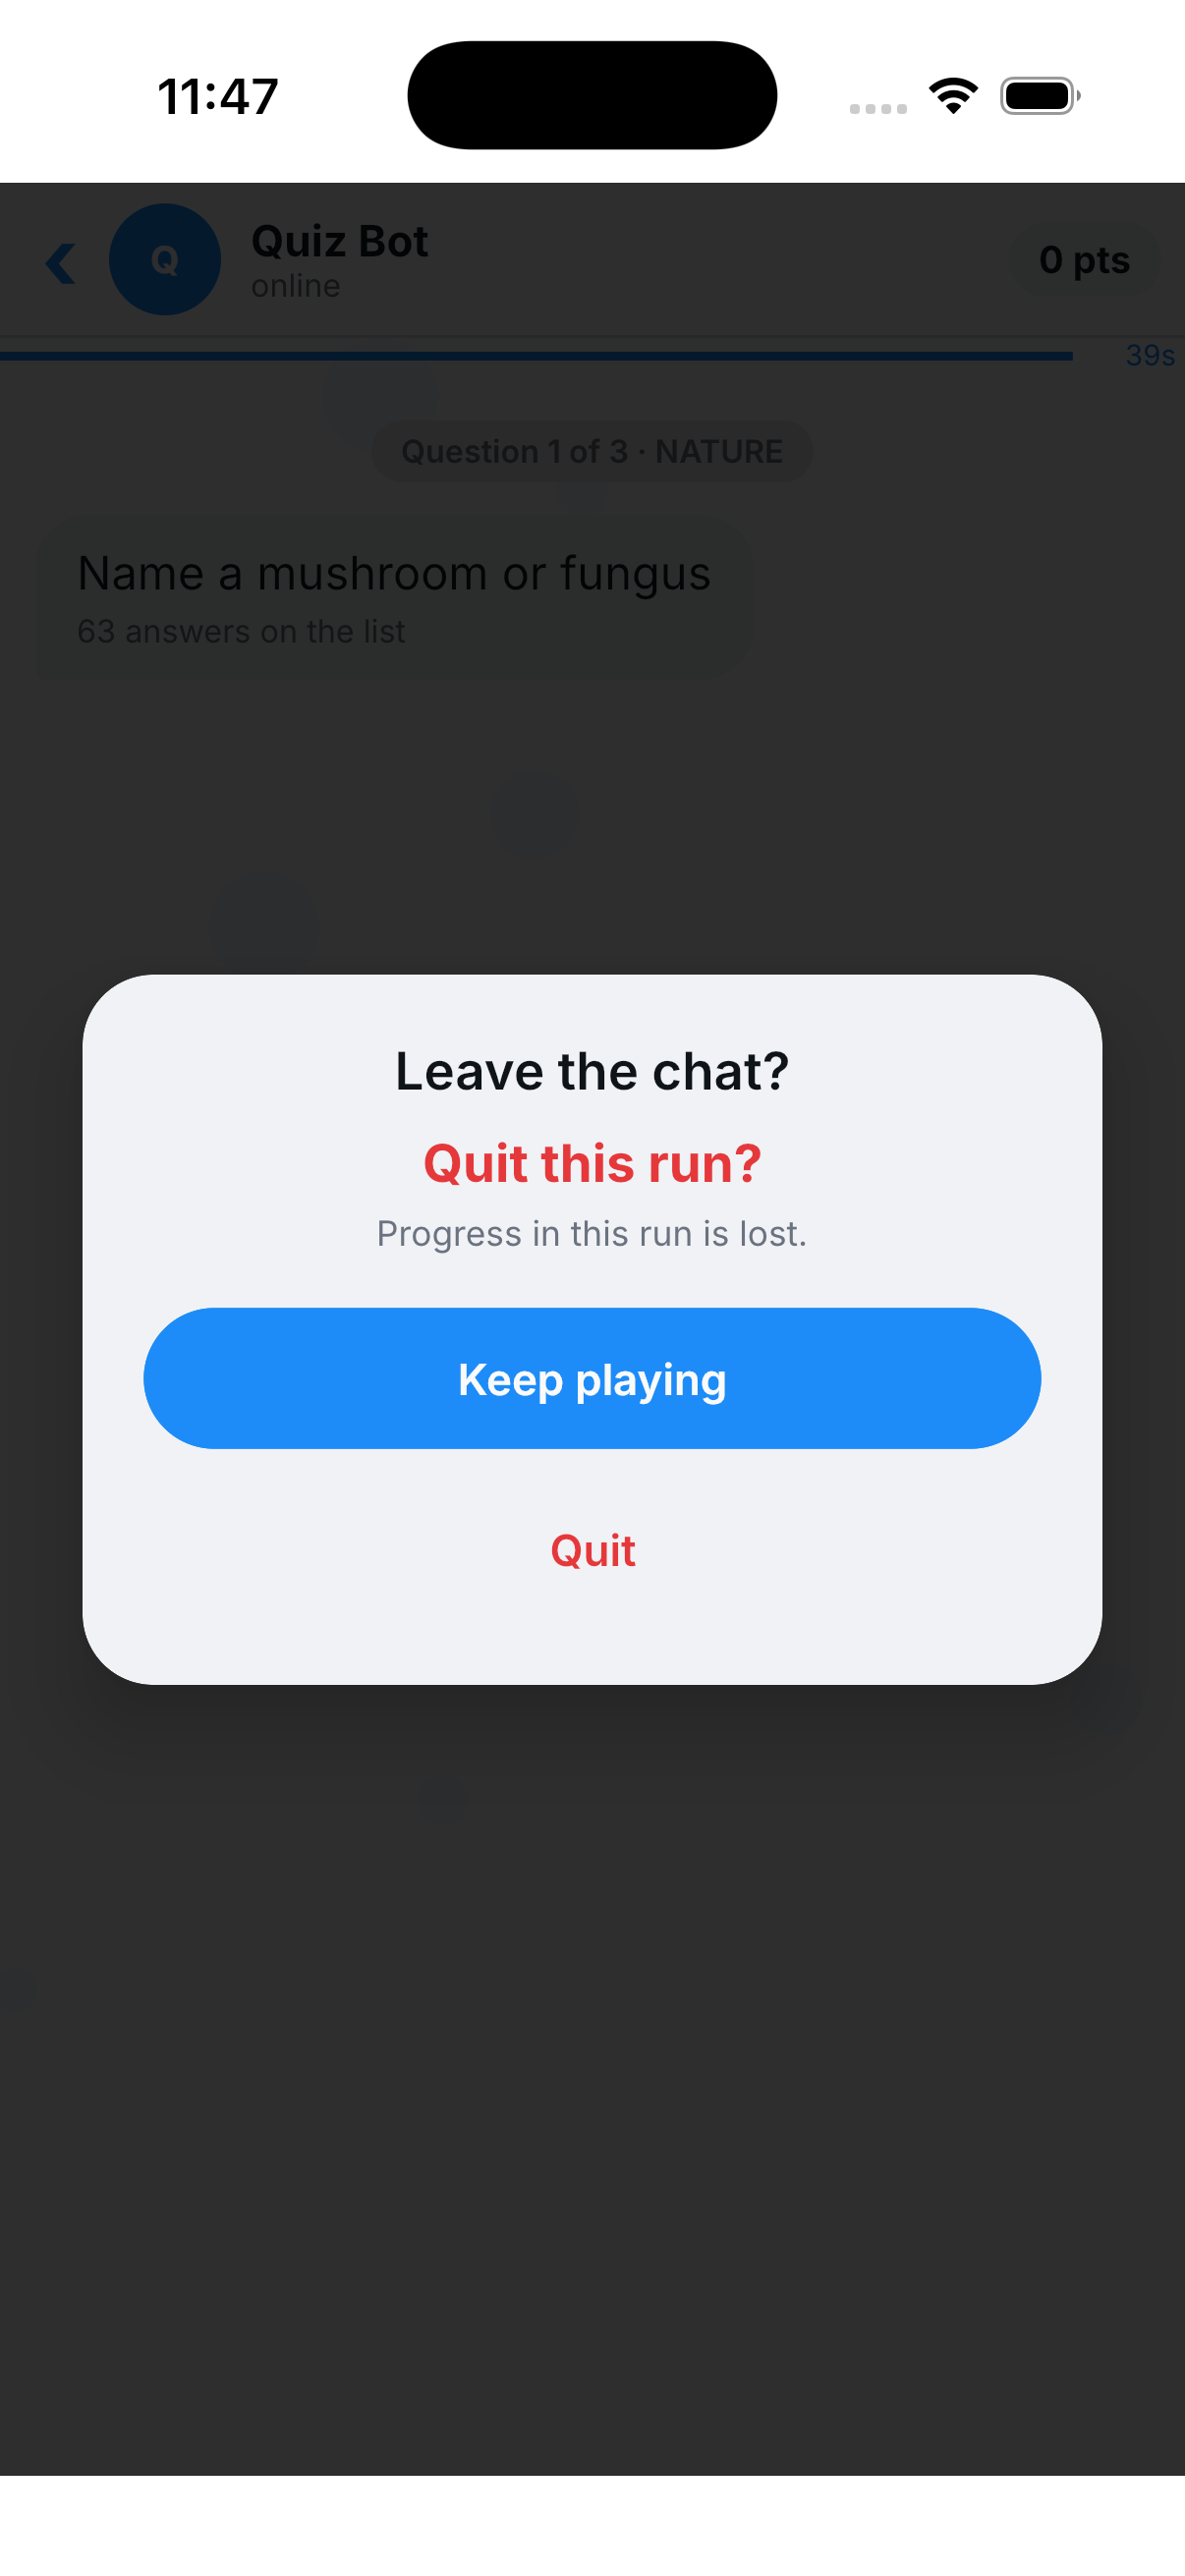 11:47
Q
Quiz Bot
online
0 pts
39s
Question 1 of 3 · NATURE
Name a mushroom or fungus
63 answers on the list
Leave the chat?
Quit this run?
Progress in this run is lost.
Keep playing
Quit